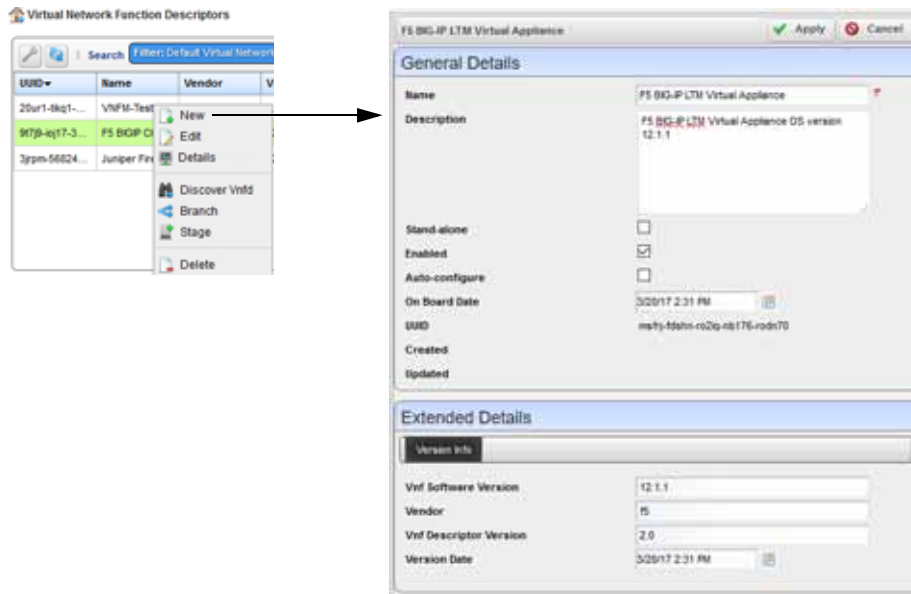 Virtual Network Function Descriptors
Search Filter: Default Virtual Network
UUID Name Vendor V
20ur1-tikq1-... VNFM-Test
9t7j9-ioj17-3... F5 BIGIP Cl
3jrpm-56824... Juniper Fire
New
Edit
Details
Discover Vnfd
Branch
Stage
Delete
F5 BIG-IP LTM Virtual Appliance Apply Cancel
General Details
Name F5 BIG-IP LTM Virtual Appliance *
Description F5 BIG-IP LTM Virtual Appliance OS version
12.1.1
Stand-alone
Enabled
Auto-configure
On Board Date 3/20/17 2:31 PM
UUID
Created
Updated
Extended Details
Version Info
Vnf Software Version 12.1.1
Vendor f5
Vnf Descriptor Version 2.0
Version Date 3/20/17 2:31 PM